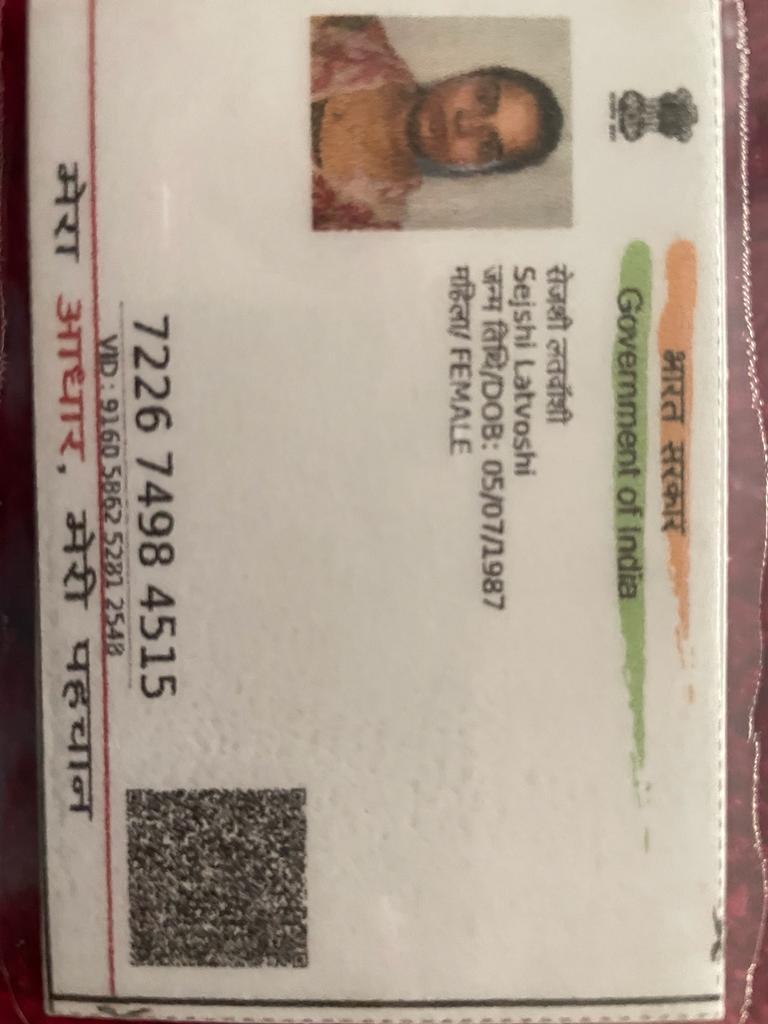 भारत सरकार
Government of India
सेजशी लतवॉशी
Sejshi Latvoshi
जन्म तिथि/DOB: 05/07/1987
महिला/ FEMALE
7226 7498 4515
VID : 9160 5862 5281 2548
मेरा आधार, मेरी पहचान